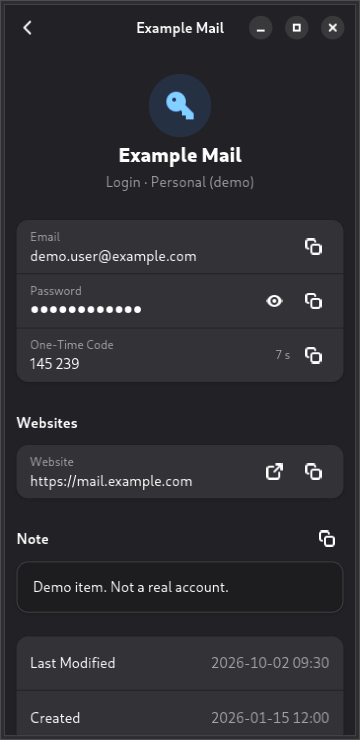 Example Mail
Example Mail
Login · Personal (demo)
Email
demo.user@example.com
Password
●●●●●●●●●●●●
One-Time Code
145 239
7 s
Websites
Website
https://mail.example.com
Note
Demo item. Not a real account.
Last Modified
2026-10-02 09:30
Created
2026-01-15 12:00